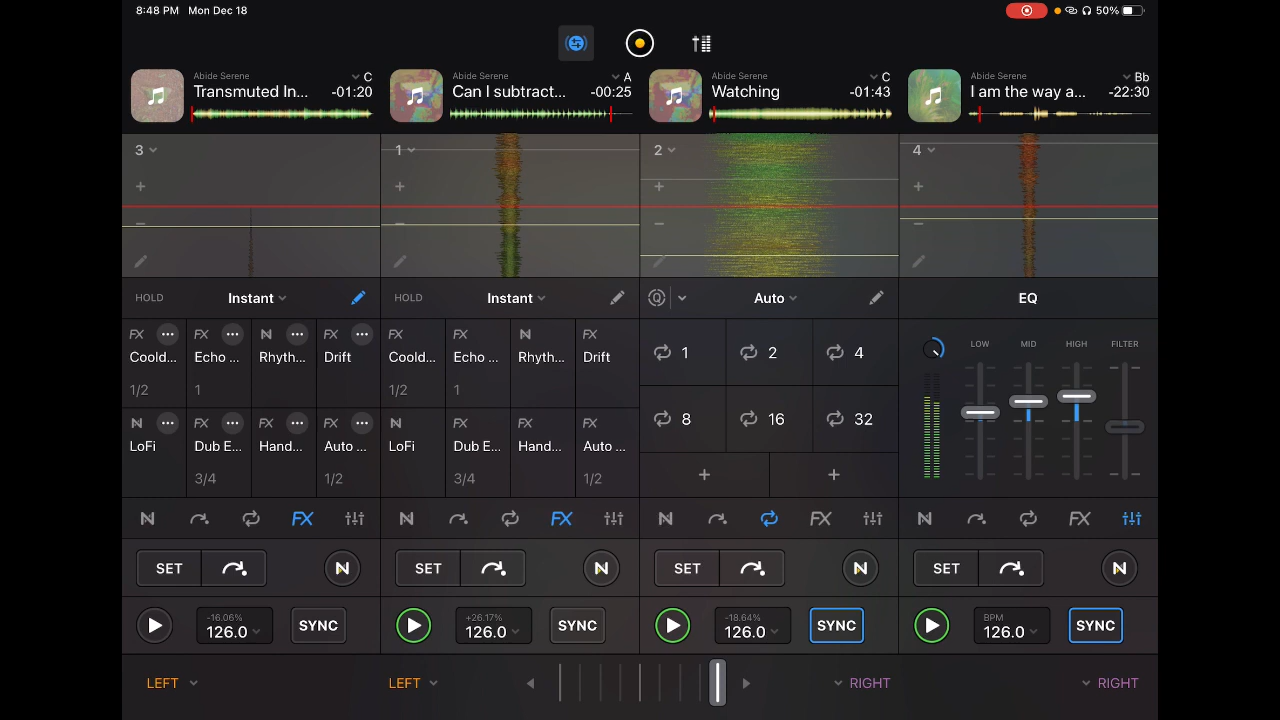 8:48 PM Mon Dec 18 50%
Abide Serene C
Transmuted In... -01:20
Abide Serene A
Can I subtract... -00:25
Abide Serene C
Watching -01:43
Abide Serene Bb
I am the way a... -22:30
3 1 2 4
HOLD Instant
HOLD Instant
Q Auto
EQ
FX FX N FX
Coold... Echo ... Rhyth... Drift
1/2 1
N FX FX FX
LoFi Dub E... Hand... Auto ...
3/4 1/2
FX FX N FX
Coold... Echo ... Rhyth... Drift
1/2 1
N FX FX FX
LoFi Dub E... Hand... Auto ...
3/4 1/2
1 2 4
8 16 32
LOW MID HIGH FILTER
N FX N FX N FX N FX
SET N SET N SET N SET N
-16.06%
126.0 SYNC
+26.17%
126.0 SYNC
-18.64%
126.0 SYNC
BPM
126.0 SYNC
LEFT LEFT RIGHT RIGHT